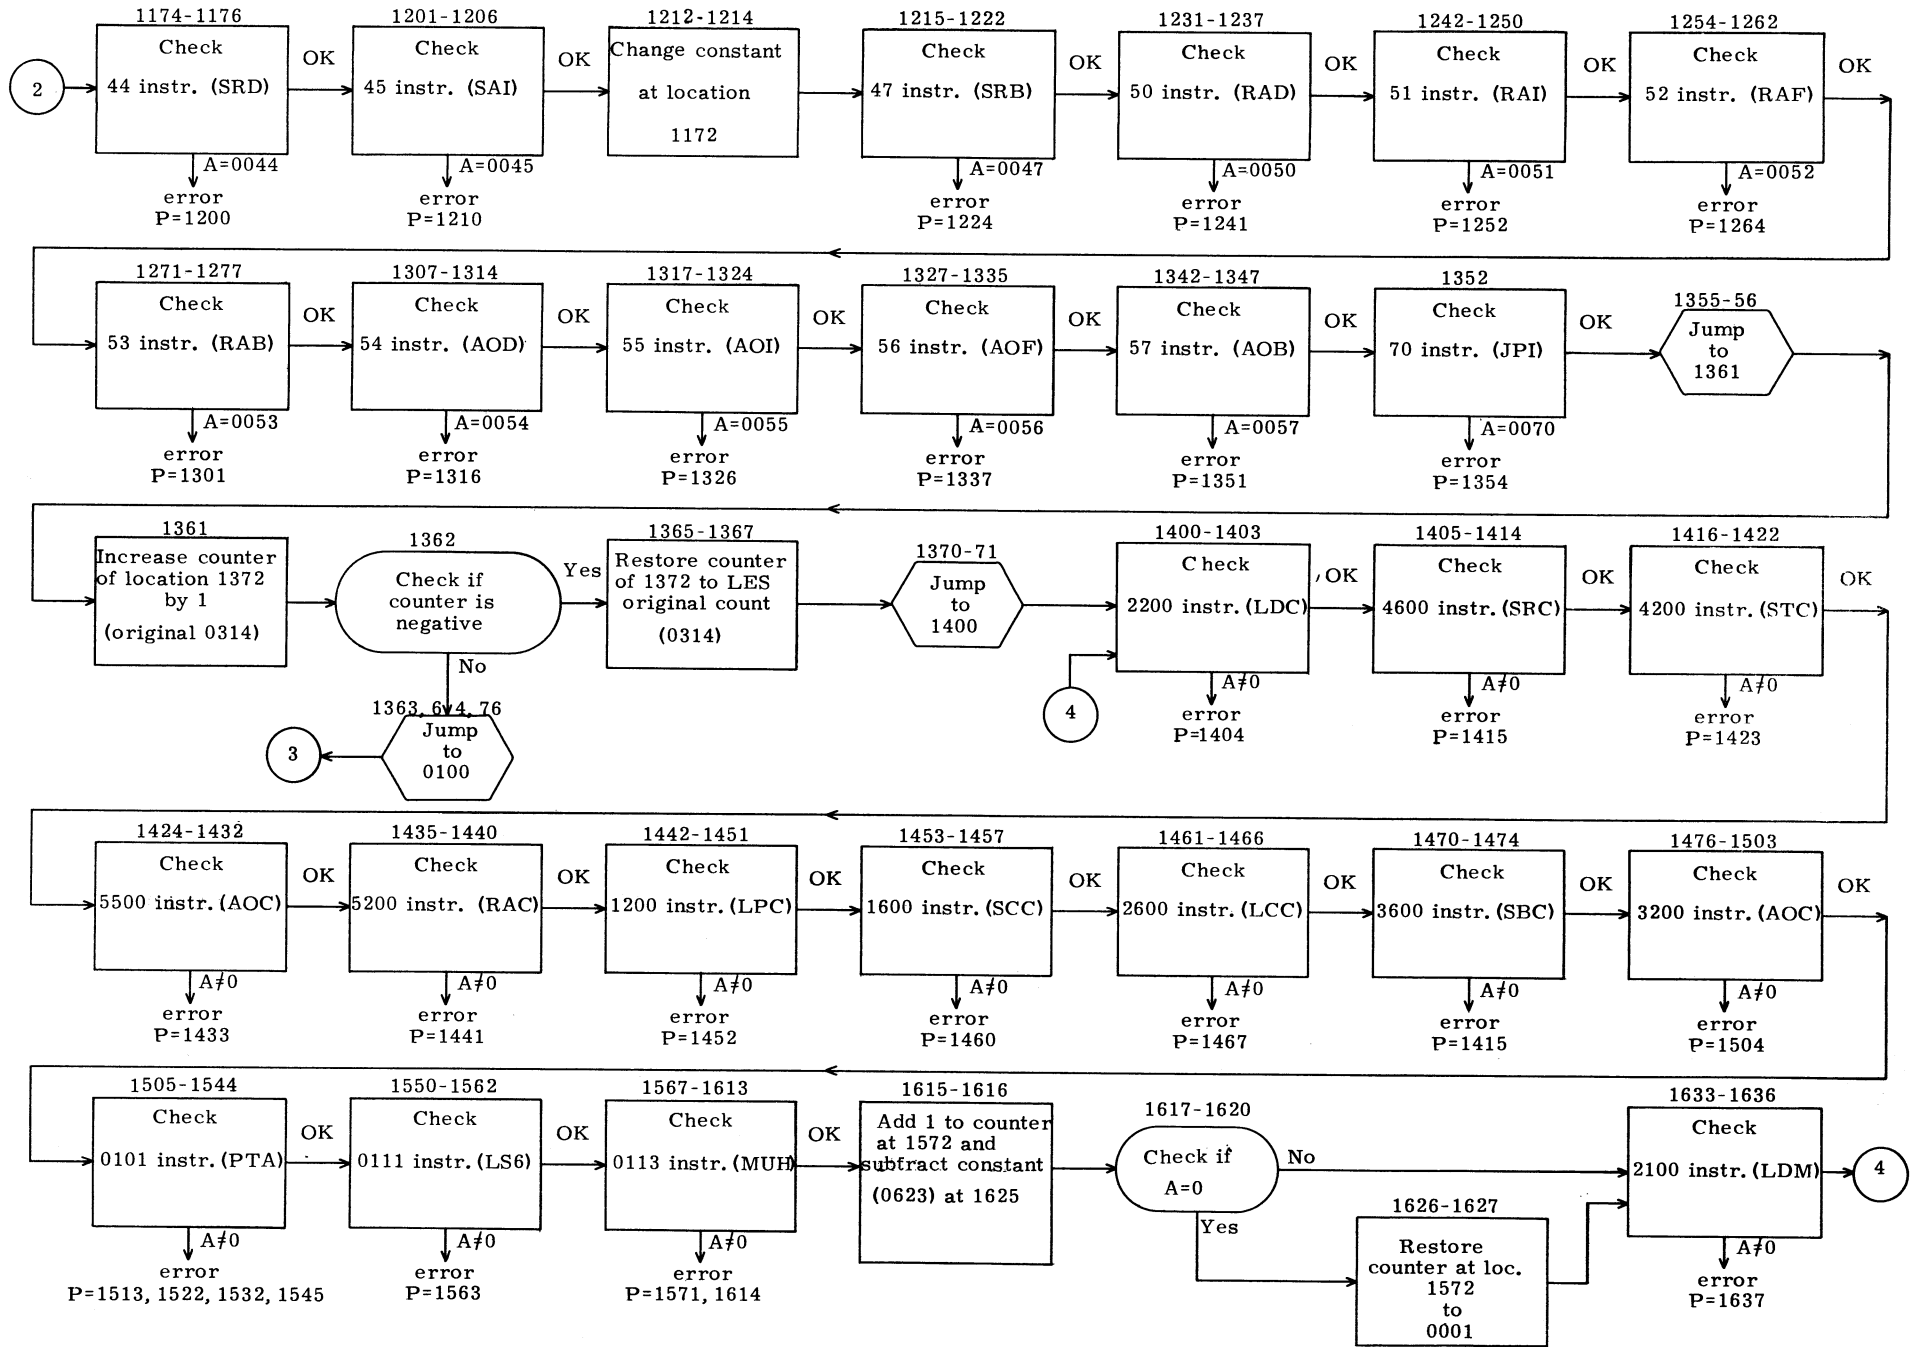 2
1174-1176
Check
44 instr. (SRD)
OK
A=0044
error
P=1200
1201-1206
Check
45 instr. (SAI)
OK
A=0045
error
P=1210
1212-1214
Change constant
at location
1172
1215-1222
Check
47 instr. (SRB)
OK
A=0047
error
P=1224
1231-1237
Check
50 instr. (RAD)
OK
A=0050
error
P=1241
1242-1250
Check
51 instr. (RAI)
OK
A=0051
error
P=1252
1254-1262
Check
52 instr. (RAF)
OK
A=0052
error
P=1264
1271-1277
Check
53 instr. (RAB)
OK
A=0053
error
P=1301
1307-1314
Check
54 instr. (AOD)
OK
A=0054
error
P=1316
1317-1324
Check
55 instr. (AOI)
OK
A=0055
error
P=1326
1327-1335
Check
56 instr. (AOF)
OK
A=0056
error
P=1337
1342-1347
Check
57 instr. (AOB)
OK
A=0057
error
P=1351
1352
Check
70 instr. (JPI)
OK
A=0070
error
P=1354
1355-56
Jump
to
1361
1361
Increase counter
of location 1372
by 1
(original 0314)
1362
Check if
counter is
negative
Yes
No
1363, 64, 76
Jump
to
0100
3
1365-1367
Restore counter
of 1372 to LES
original count
(0314)
1370-71
Jump
to
1400
4
1400-1403
Check
2200 instr. (LDC)
OK
A≠0
error
P=1404
1405-1414
Check
4600 instr. (SRC)
OK
A≠0
error
P=1415
1416-1422
Check
4200 instr. (STC)
OK
A≠0
error
P=1423
1424-1432
Check
5500 instr. (AOC)
OK
A≠0
error
P=1433
1435-1440
Check
5200 instr. (RAC)
OK
A≠0
error
P=1441
1442-1451
Check
1200 instr. (LPC)
OK
A≠0
error
P=1452
1453-1457
Check
1600 instr. (SCC)
OK
A≠0
error
P=1460
1461-1466
Check
2600 instr. (LCC)
OK
A≠0
error
P=1467
1470-1474
Check
3600 instr. (SBC)
OK
A≠0
error
P=1415
1476-1503
Check
3200 instr. (AOC)
OK
A≠0
error
P=1504
1505-1544
Check
0101 instr. (PTA)
OK
A≠0
error
P=1513, 1522, 1532, 1545
1550-1562
Check
0111 instr. (LS6)
OK
A≠0
error
P=1563
1567-1613
Check
0113 instr. (MUH)
OK
A≠0
error
P=1571, 1614
1615-1616
Add 1 to counter
at 1572 and
subtract constant
(0623) at 1625
1617-1620
Check if
A=0
No
Yes
1626-1627
Restore
counter at loc.
1572
to
0001
1633-1636
Check
2100 instr. (LDM)
A≠0
error
P=1637
4